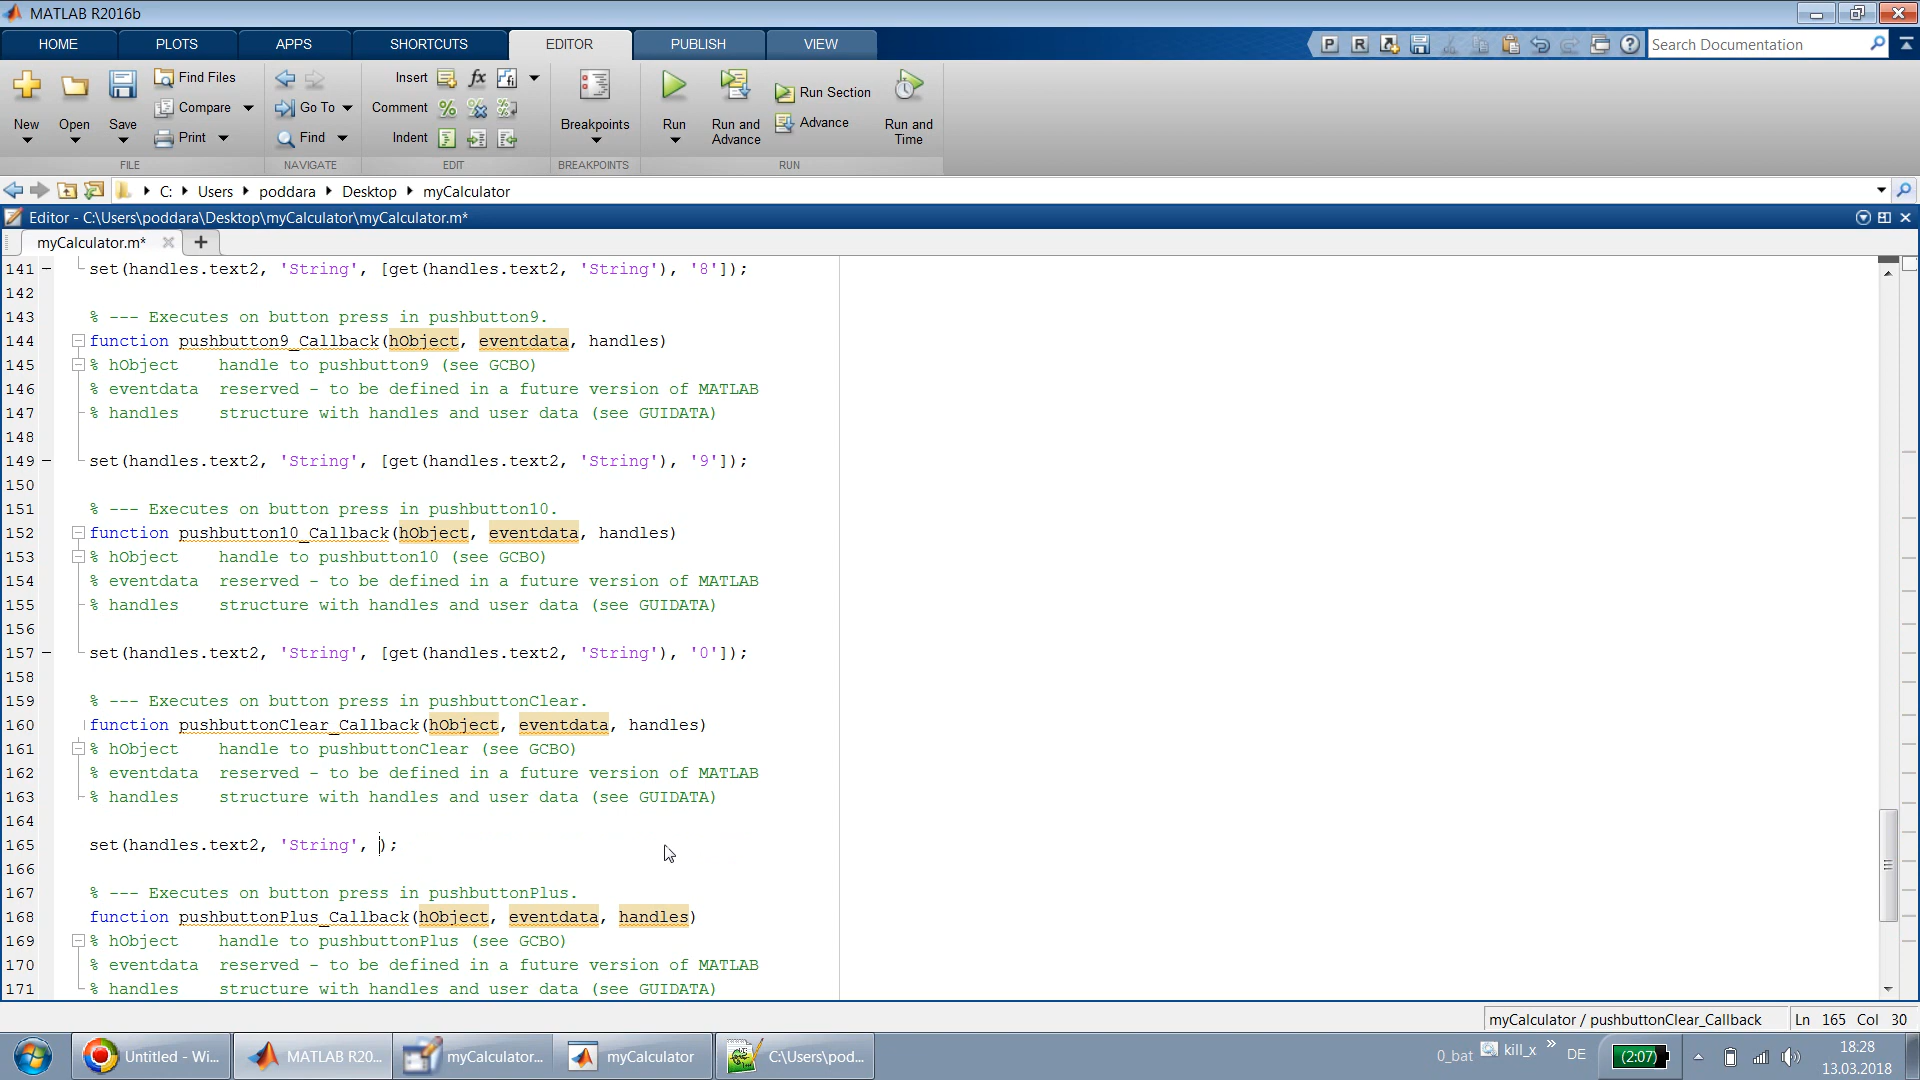 MATLAB R2016b
HOME PLOTS APPS SHORTCUTS EDITOR PUBLISH VIEW
Search Documentation
New Open Save
Find Files
Compare
Print
Go To
Find
Insert
Comment
Indent
Breakpoints
Run
Run and Advance
Run Section
Advance
Run and Time
FILE NAVIGATE EDIT BREAKPOINTS RUN
C: Users poddara Desktop myCalculator
Editor - C:\Users\poddara\Desktop\myCalculator\myCalculator.m*
myCalculator.m*
141 set(handles.text2, 'String', [get(handles.text2, 'String'), '8']);
142
143 % --- Executes on button press in pushbutton9.
144 function pushbutton9_Callback(hObject, eventdata, handles)
145 % hObject    handle to pushbutton9 (see GCBO)
146 % eventdata  reserved - to be defined in a future version of MATLAB
147 % handles    structure with handles and user data (see GUIDATA)
148
149 set(handles.text2, 'String', [get(handles.text2, 'String'), '9']);
150
151 % --- Executes on button press in pushbutton10.
152 function pushbutton10_Callback(hObject, eventdata, handles)
153 % hObject    handle to pushbutton10 (see GCBO)
154 % eventdata  reserved - to be defined in a future version of MATLAB
155 % handles    structure with handles and user data (see GUIDATA)
156
157 set(handles.text2, 'String', [get(handles.text2, 'String'), '0']);
158
159 % --- Executes on button press in pushbuttonClear.
160 function pushbuttonClear_Callback(hObject, eventdata, handles)
161 % hObject    handle to pushbuttonClear (see GCBO)
162 % eventdata  reserved - to be defined in a future version of MATLAB
163 % handles    structure with handles and user data (see GUIDATA)
164
165 set(handles.text2, 'String', );
166
167 % --- Executes on button press in pushbuttonPlus.
168 function pushbuttonPlus_Callback(hObject, eventdata, handles)
169 % hObject    handle to pushbuttonPlus (see GCBO)
170 % eventdata  reserved - to be defined in a future version of MATLAB
171 % handles    structure with handles and user data (see GUIDATA)
myCalculator / pushbuttonClear_Callback Ln 165 Col 30
Untitled - Wi... MATLAB R20... myCalculator... myCalculator C:\Users\pod... 0_bat kill_x » DE (2:07)
18:28
13.03.2018